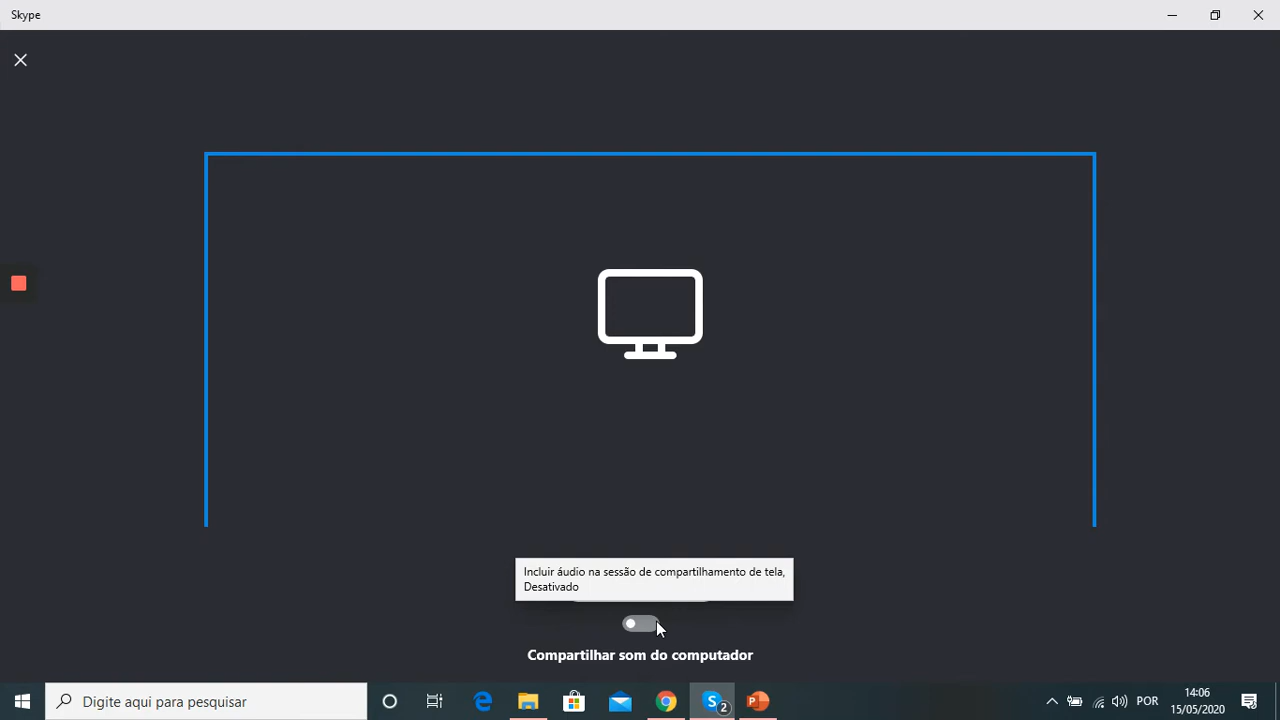 Skype
Incluir áudio na sessão de compartilhamento de tela,
Desativado
Compartilhar som do computador
Digite aqui para pesquisar
S
2
POR
14:06
15/05/2020